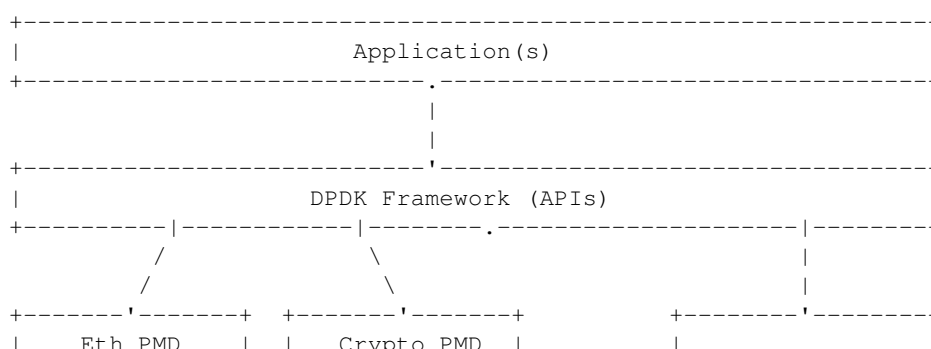 Application(s)
DPDK Framework (APIs)
Eth PMD Crypto PMD